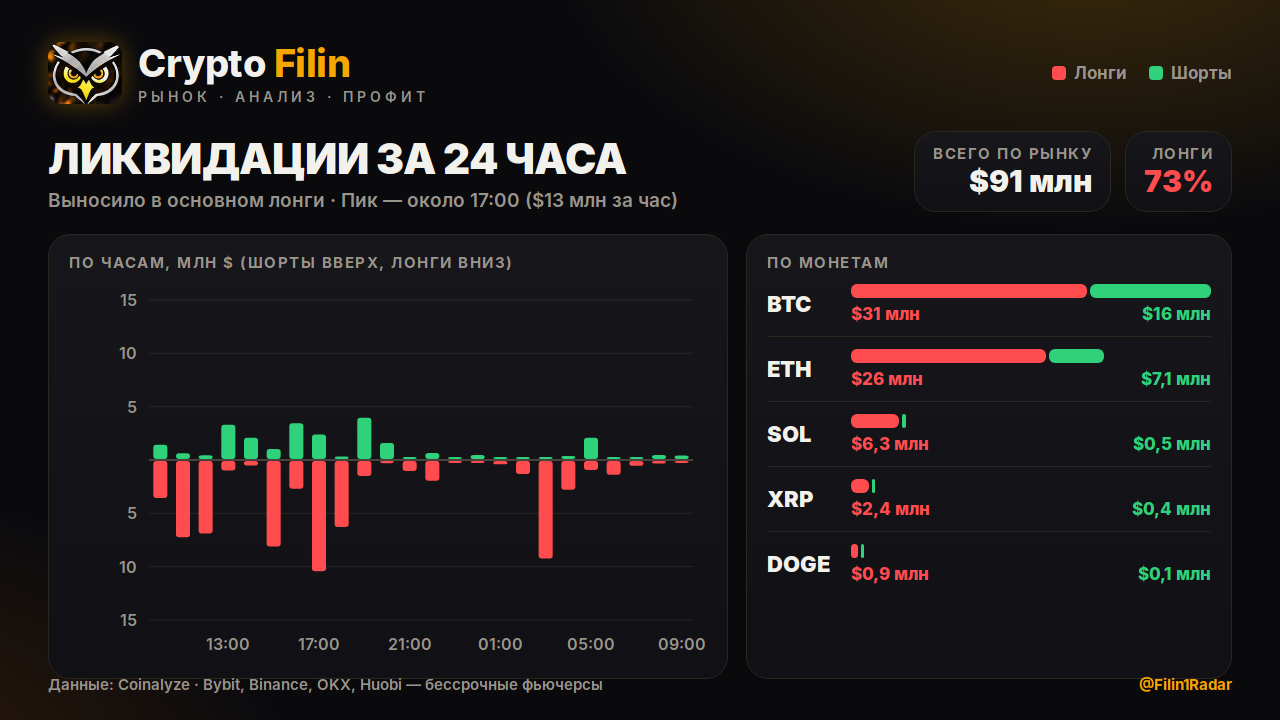 Crypto Filin
РЫНОК · АНАЛИЗ · ПРОФИТ
Лонги
Шорты
ЛИКВИДАЦИИ ЗА 24 ЧАСА
Выносило в основном лонги · Пик — около 17:00 ($13 млн за час)
ВСЕГО ПО РЫНКУ
$91 млн
ЛОНГИ
73%
ПО ЧАСАМ, МЛН $ (ШОРТЫ ВВЕРХ, ЛОНГИ ВНИЗ)
15
10
5
5
10
15
13:00 17:00 21:00 01:00 05:00 09:00
ПО МОНЕТАМ
BTC
$31 млн $16 млн
ETH
$26 млн $7,1 млн
SOL
$6,3 млн $0,5 млн
XRP
$2,4 млн $0,4 млн
DOGE
$0,9 млн $0,1 млн
Данные: Coinalyze · Bybit, Binance, OKX, Huobi — бессрочные фьючерсы
@Filin1Radar